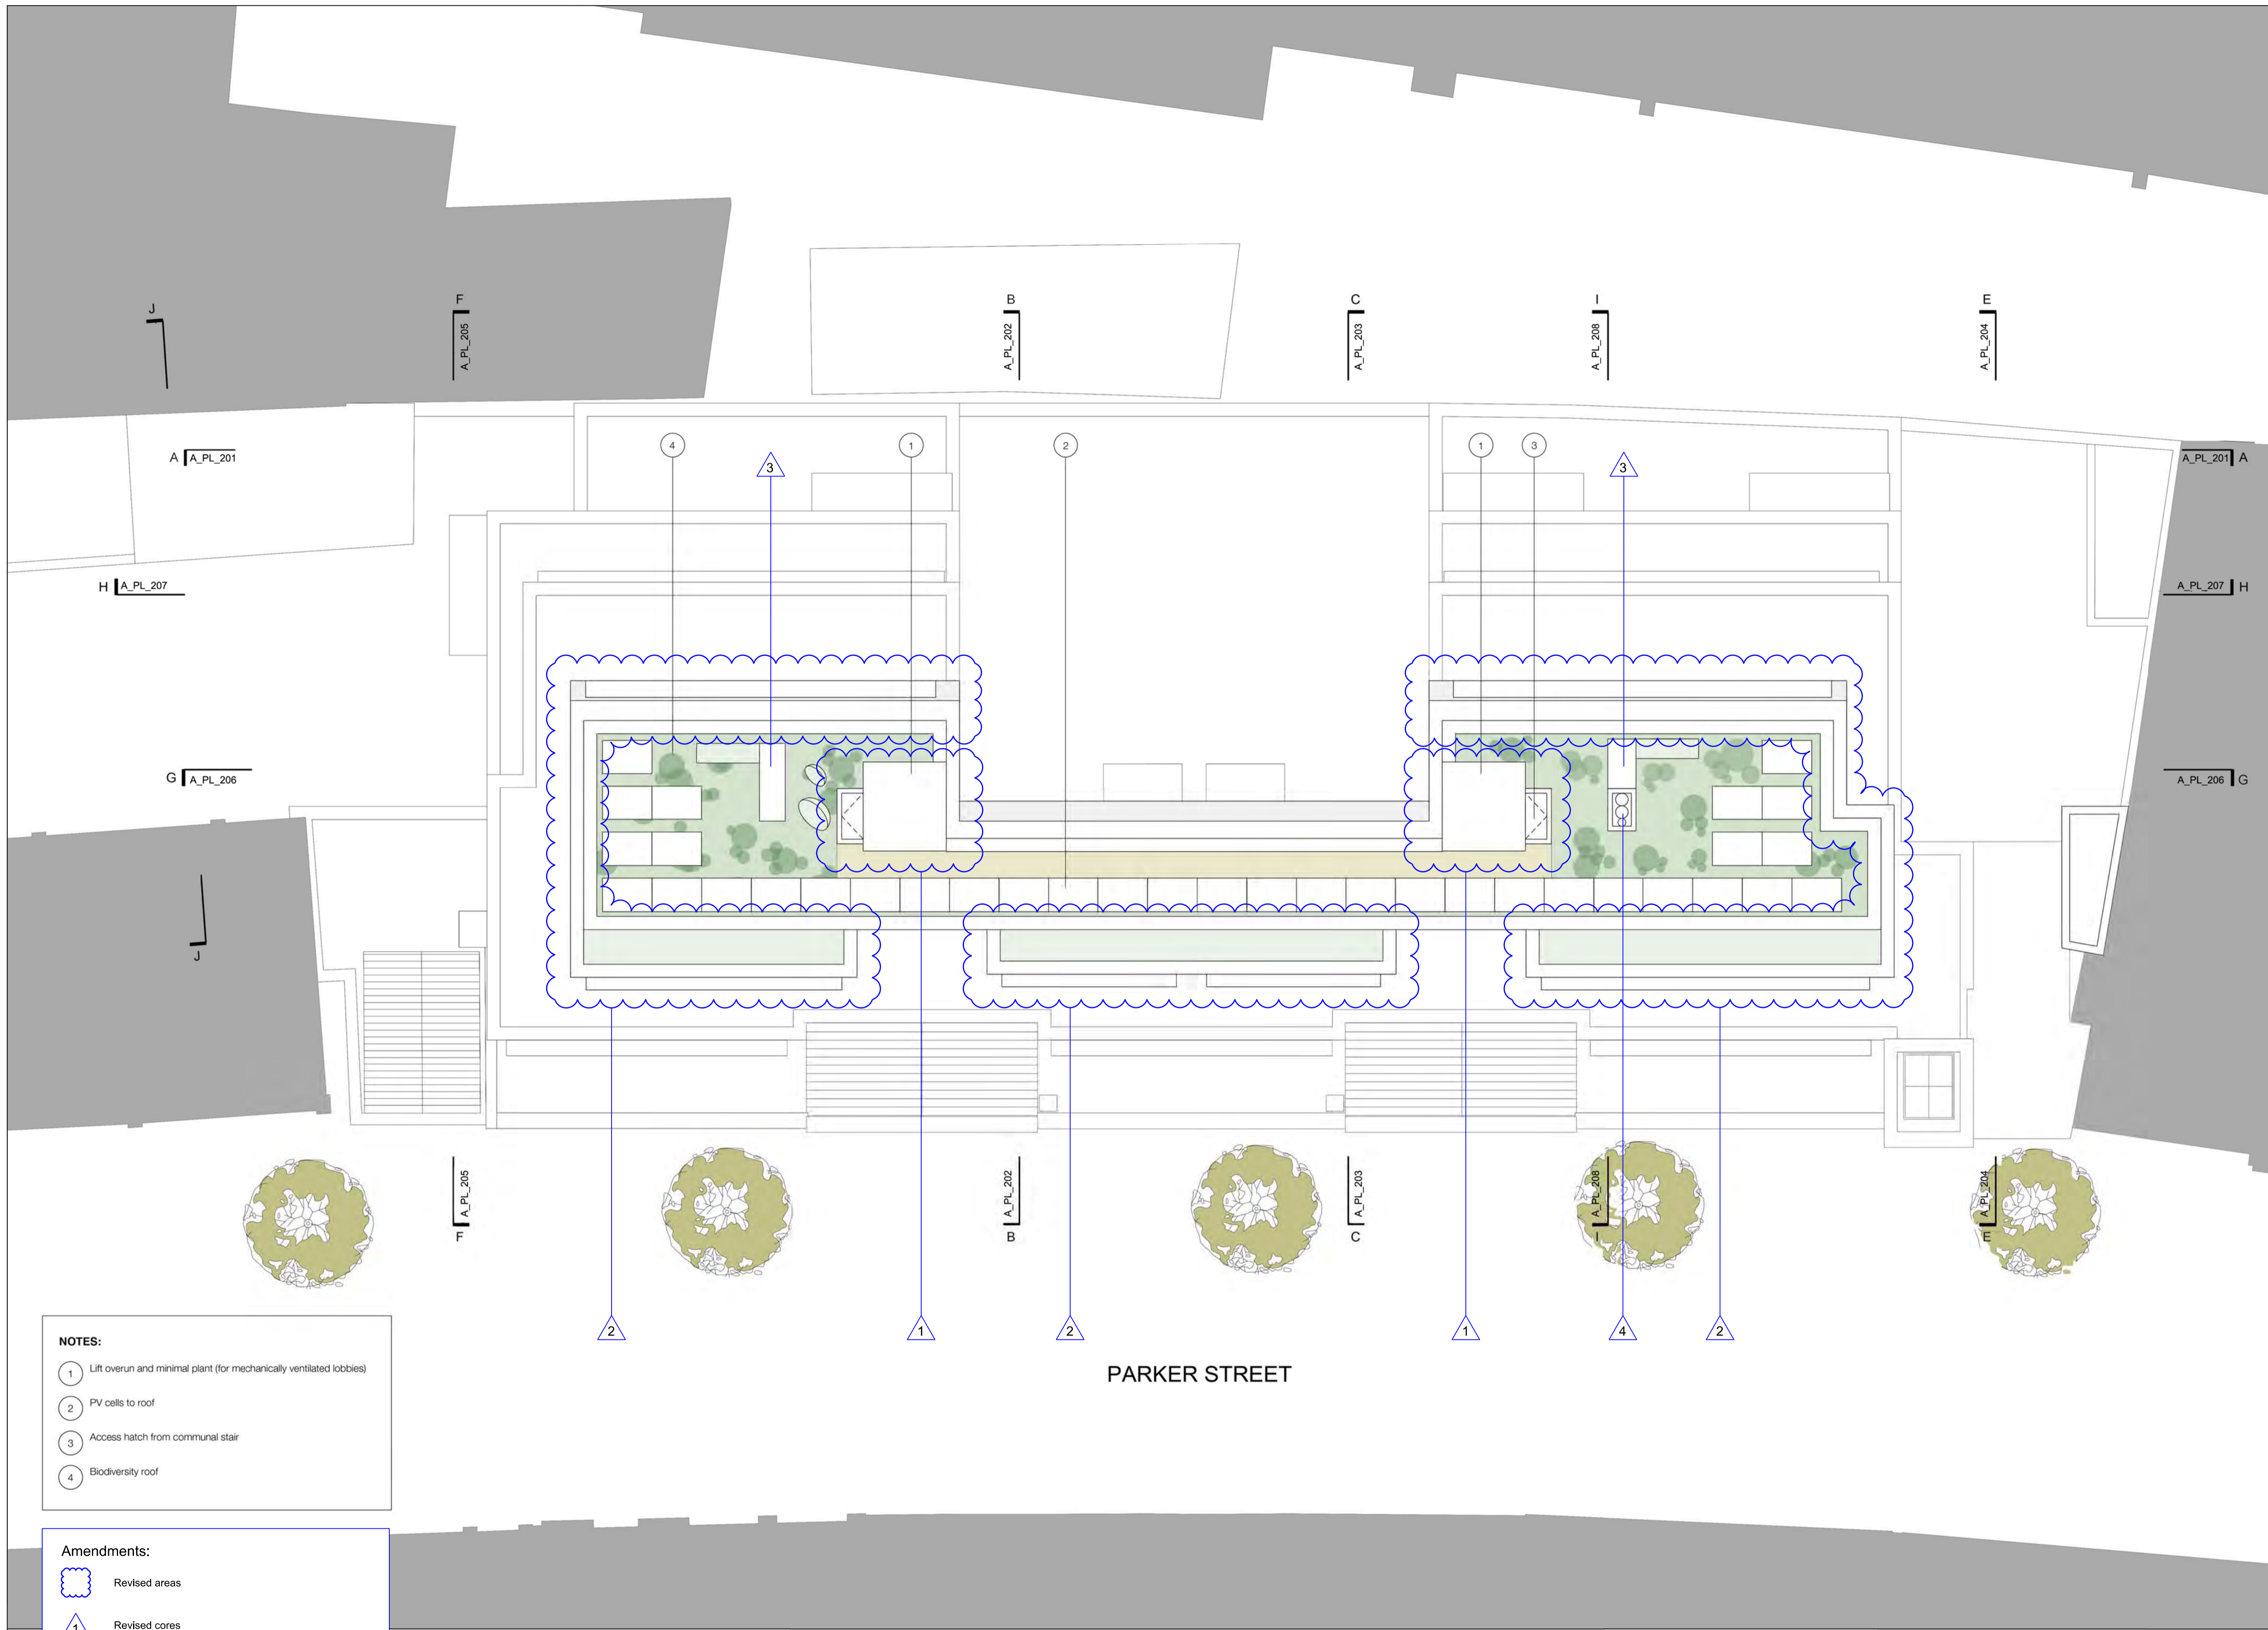 J
F
A_PL_205
B
A_PL_202
C
A_PL_203
I
A_PL_208
E
A_PL_204
4
1
2
1
3
3
3
A A_PL_201
A_PL_201 A
H A_PL_207
A_PL_207 H
G A_PL_206
A_PL_206 G
J
A_PL_205
F
A_PL_202
B
A_PL_203
C
A_PL_208
I
A_PL_204
E
2
1
2
1
4
2
PARKER STREET
NOTES:
1 Lift overun and minimal plant (for mechanically ventilated lobbies)
2 PV cells to roof
3 Access hatch from communal stair
4 Biodiversity roof
Amendments:
Revised areas
1 Revised cores